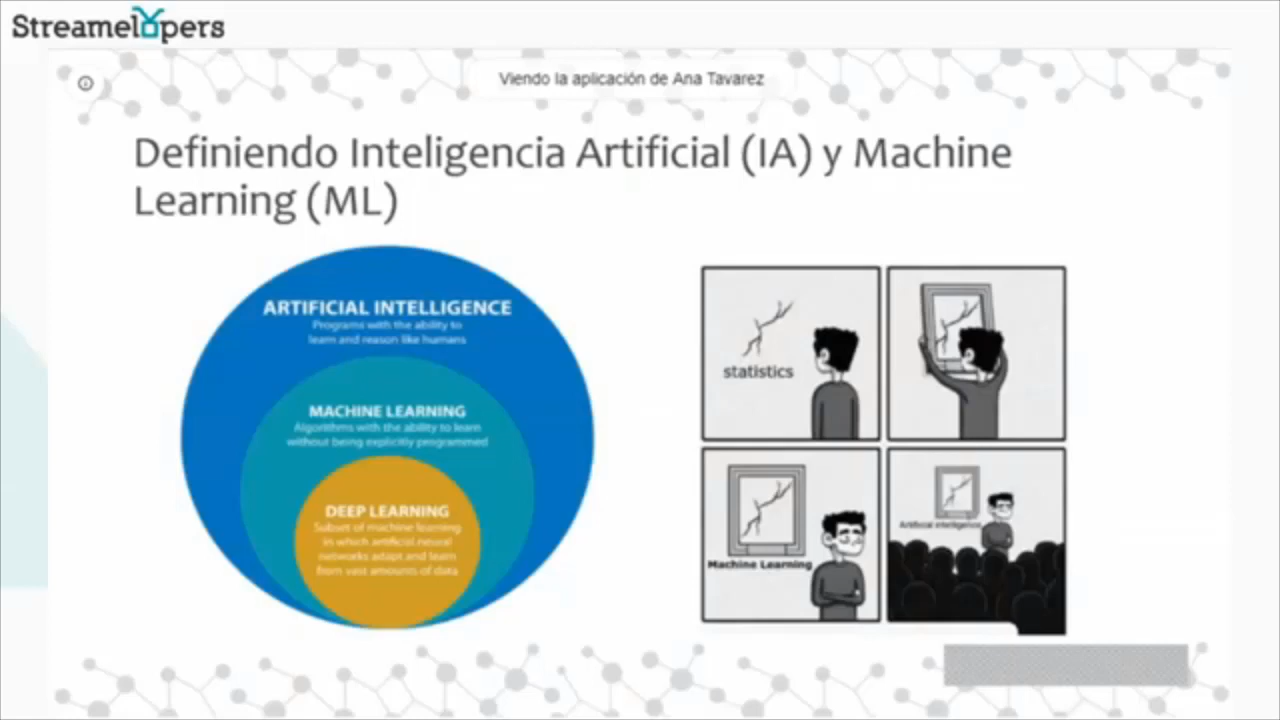 Streamelopers
Viendo la aplicación de Ana Tavarez
Definiendo Inteligencia Artificial (IA) y Machine
Learning (ML)
ARTIFICIAL INTELLIGENCE
Programs with the ability to
learn and reason like humans
MACHINE LEARNING
Algorithms with the ability to learn
without being explicitly programmed
DEEP LEARNING
Subset of machine learning
in which artificial neural
networks adapt and learn
from vast amounts of data
statistics
Machine Learning
Artificial intelligence